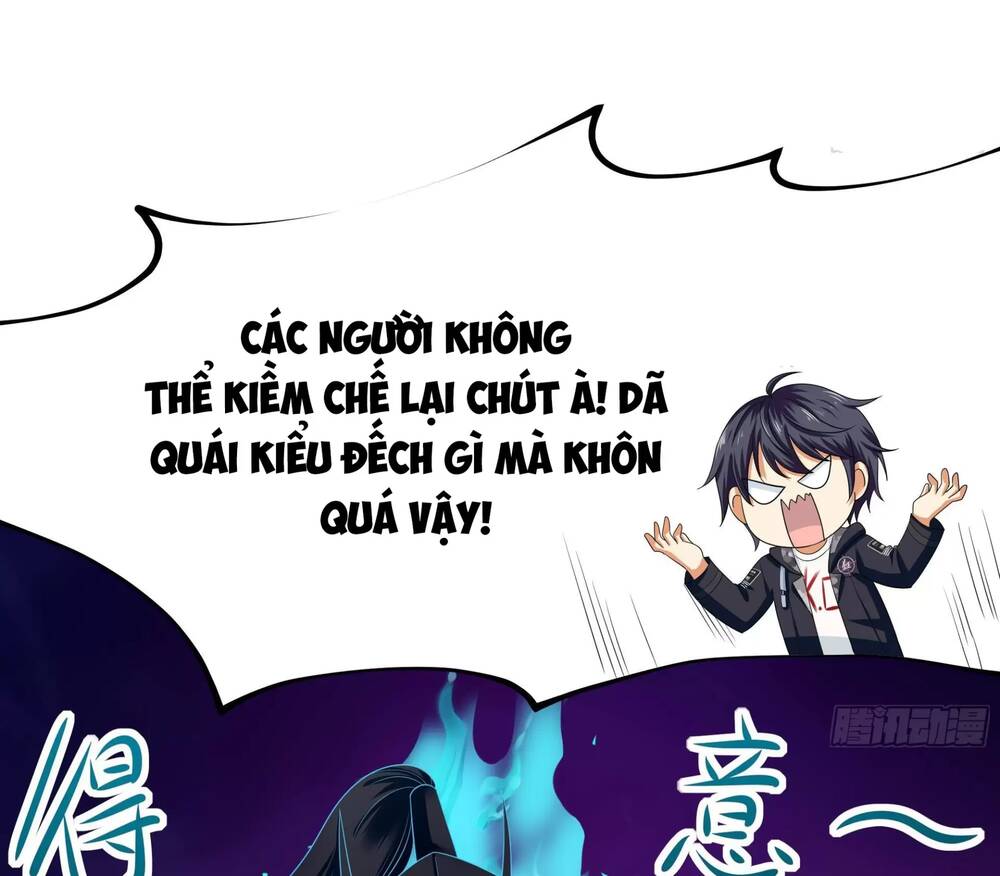 CÁC NGƯỜI KHÔNG
THỂ KIỀM CHẾ LẠI CHÚT À! DÃ
QUÁI KIỂU ĐẾCH GÌ MÀ KHÔN
QUÁ VẬY!
K.O
腾讯动漫
得意~